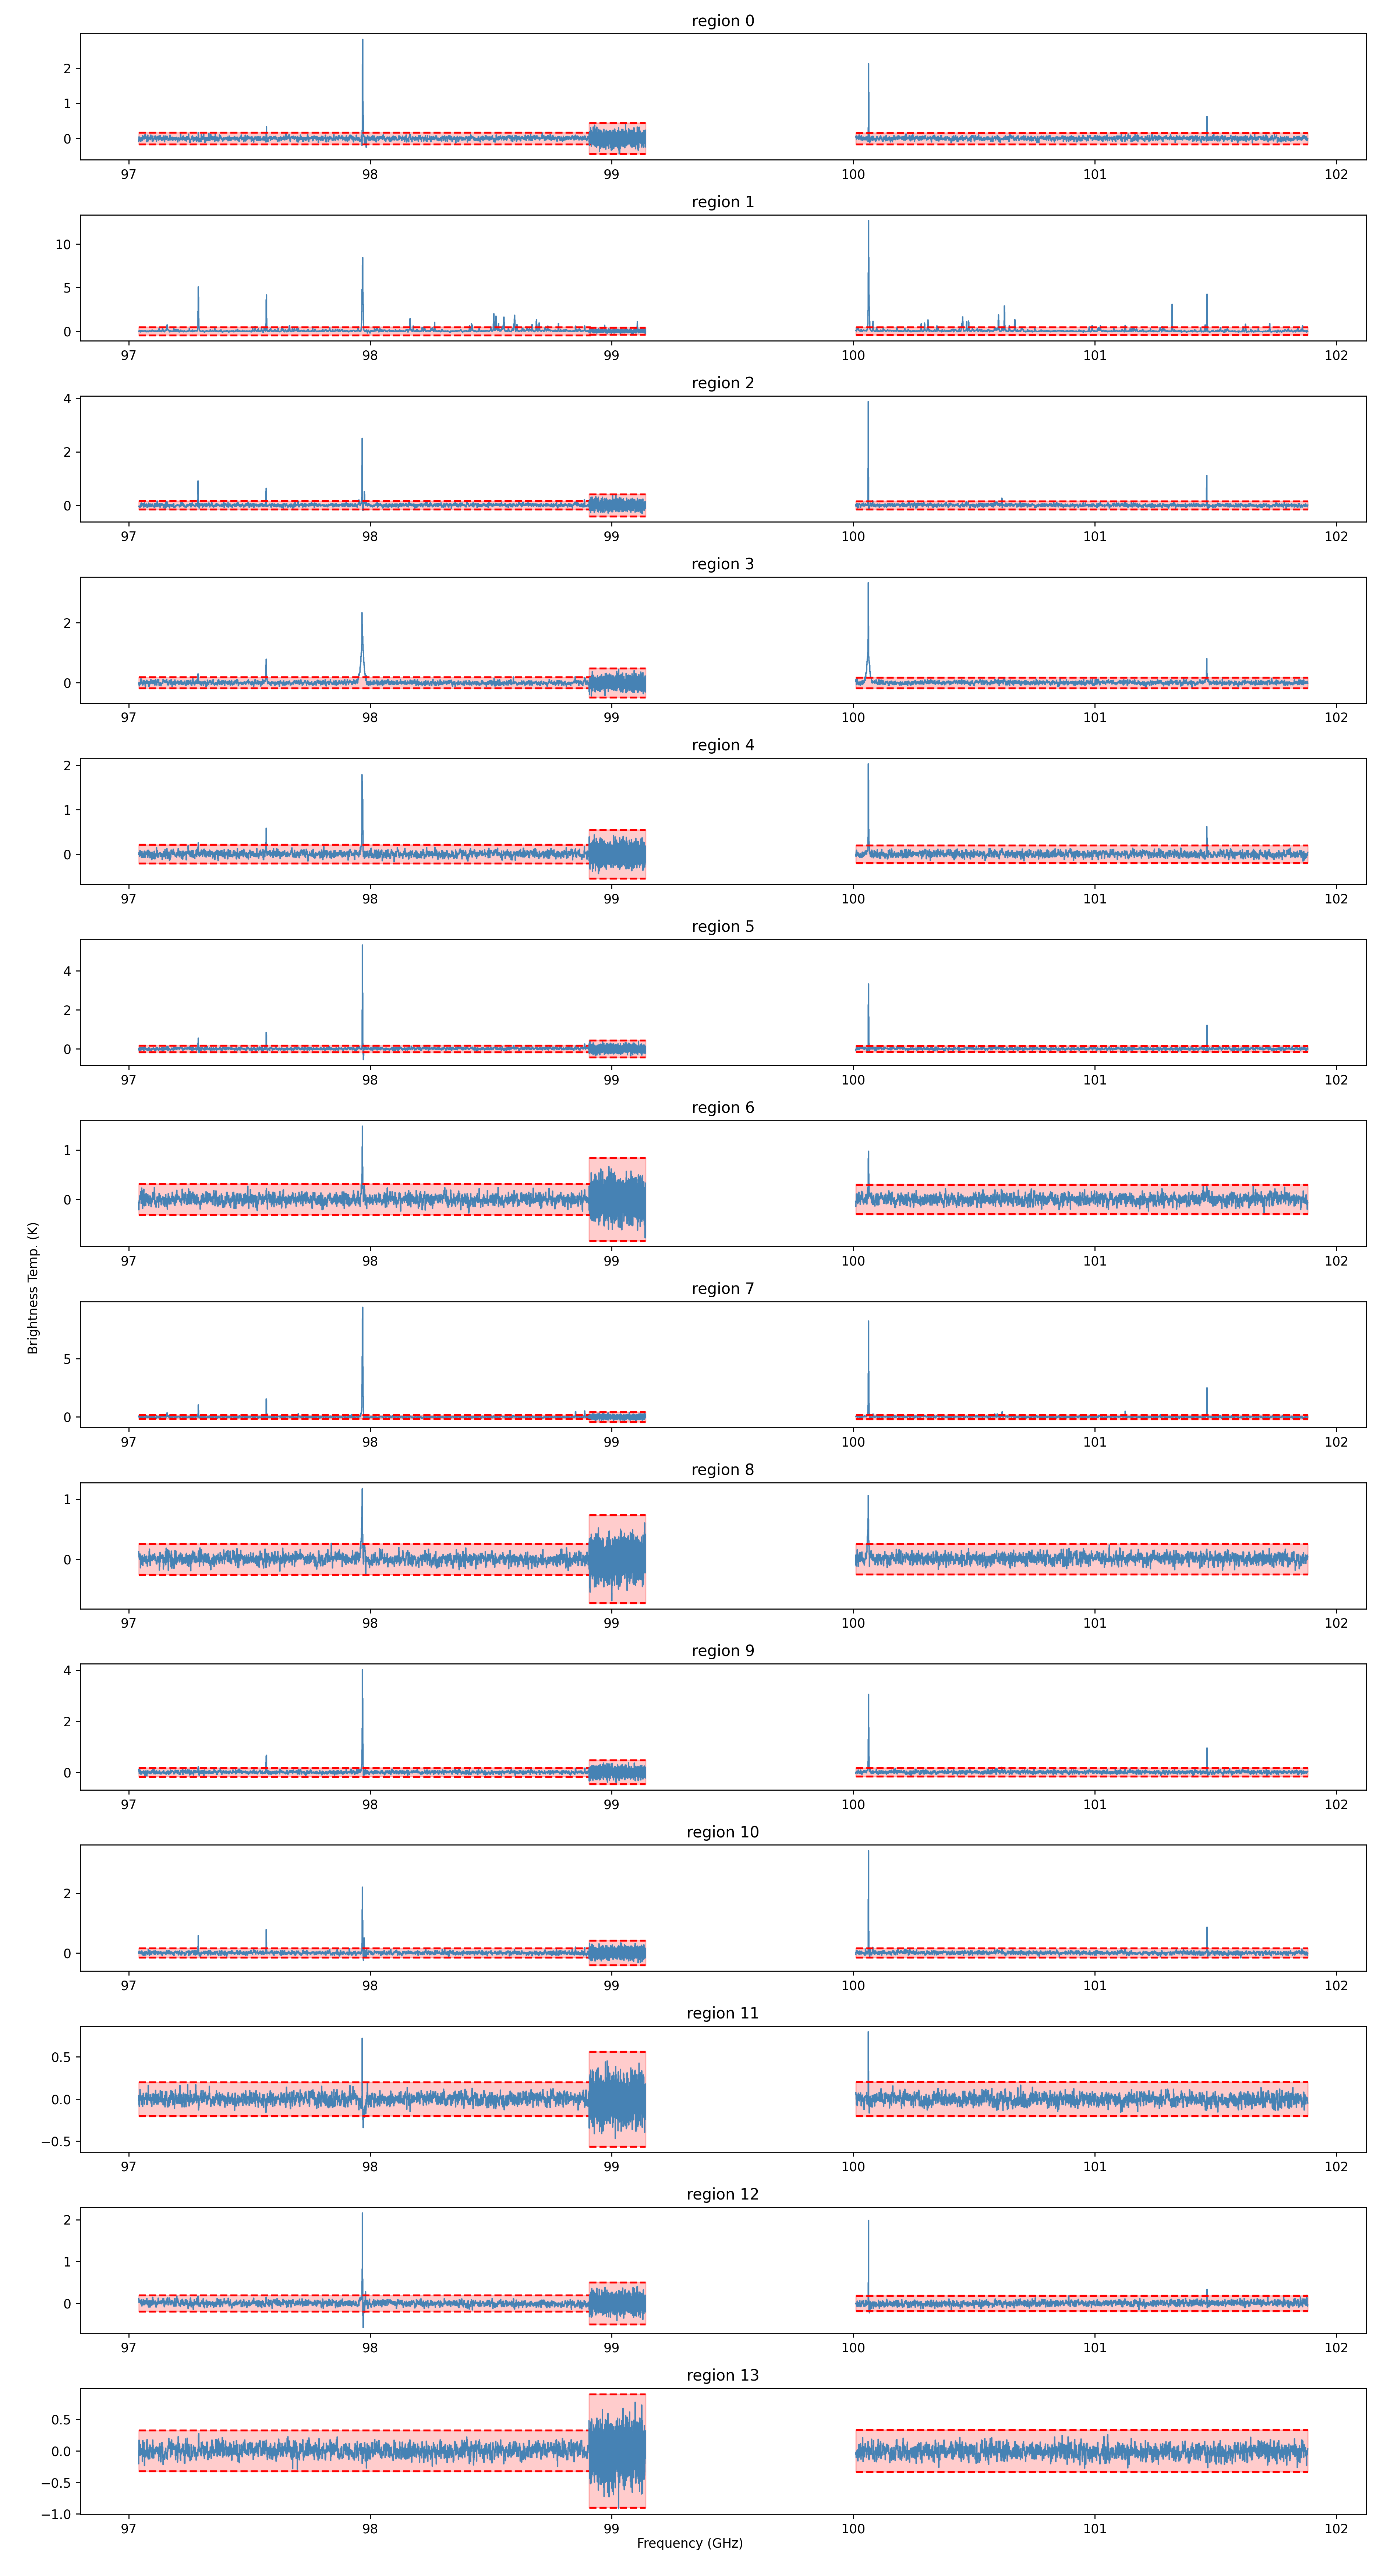 region 0
2
1
0
97 98 99 100 101 102
region 1
10
5
0
97 98 99 100 101 102
region 2
4
2
0
97 98 99 100 101 102
region 3
2
0
97 98 99 100 101 102
region 4
2
1
0
97 98 99 100 101 102
region 5
4
2
0
97 98 99 100 101 102
region 6
1
0
97 98 99 100 101 102
Brightness Temp. (K)
region 7
5
0
97 98 99 100 101 102
region 8
1
0
97 98 99 100 101 102
region 9
4
2
0
97 98 99 100 101 102
region 10
2
0
97 98 99 100 101 102
region 11
0.5
0.0
−0.5
97 98 99 100 101 102
region 12
2
1
0
97 98 99 100 101 102
region 13
0.5
0.0
−0.5
−1.0
97 98 99 100 101 102
Frequency (GHz)